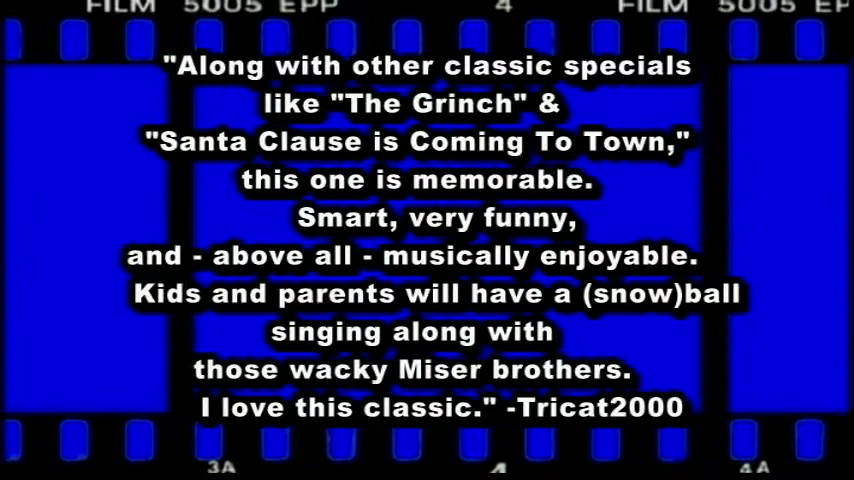 FILM 5005 EPP 4 FILM 5005 EP
"Along with other classic specials
like "The Grinch" &
"Santa Clause is Coming To Town,"
this one is memorable.
Smart, very funny,
and - above all - musically enjoyable.
Kids and parents will have a (snow)ball
singing along with
those wacky Miser brothers.
I love this classic." -Tricat2000
3A 4 4A